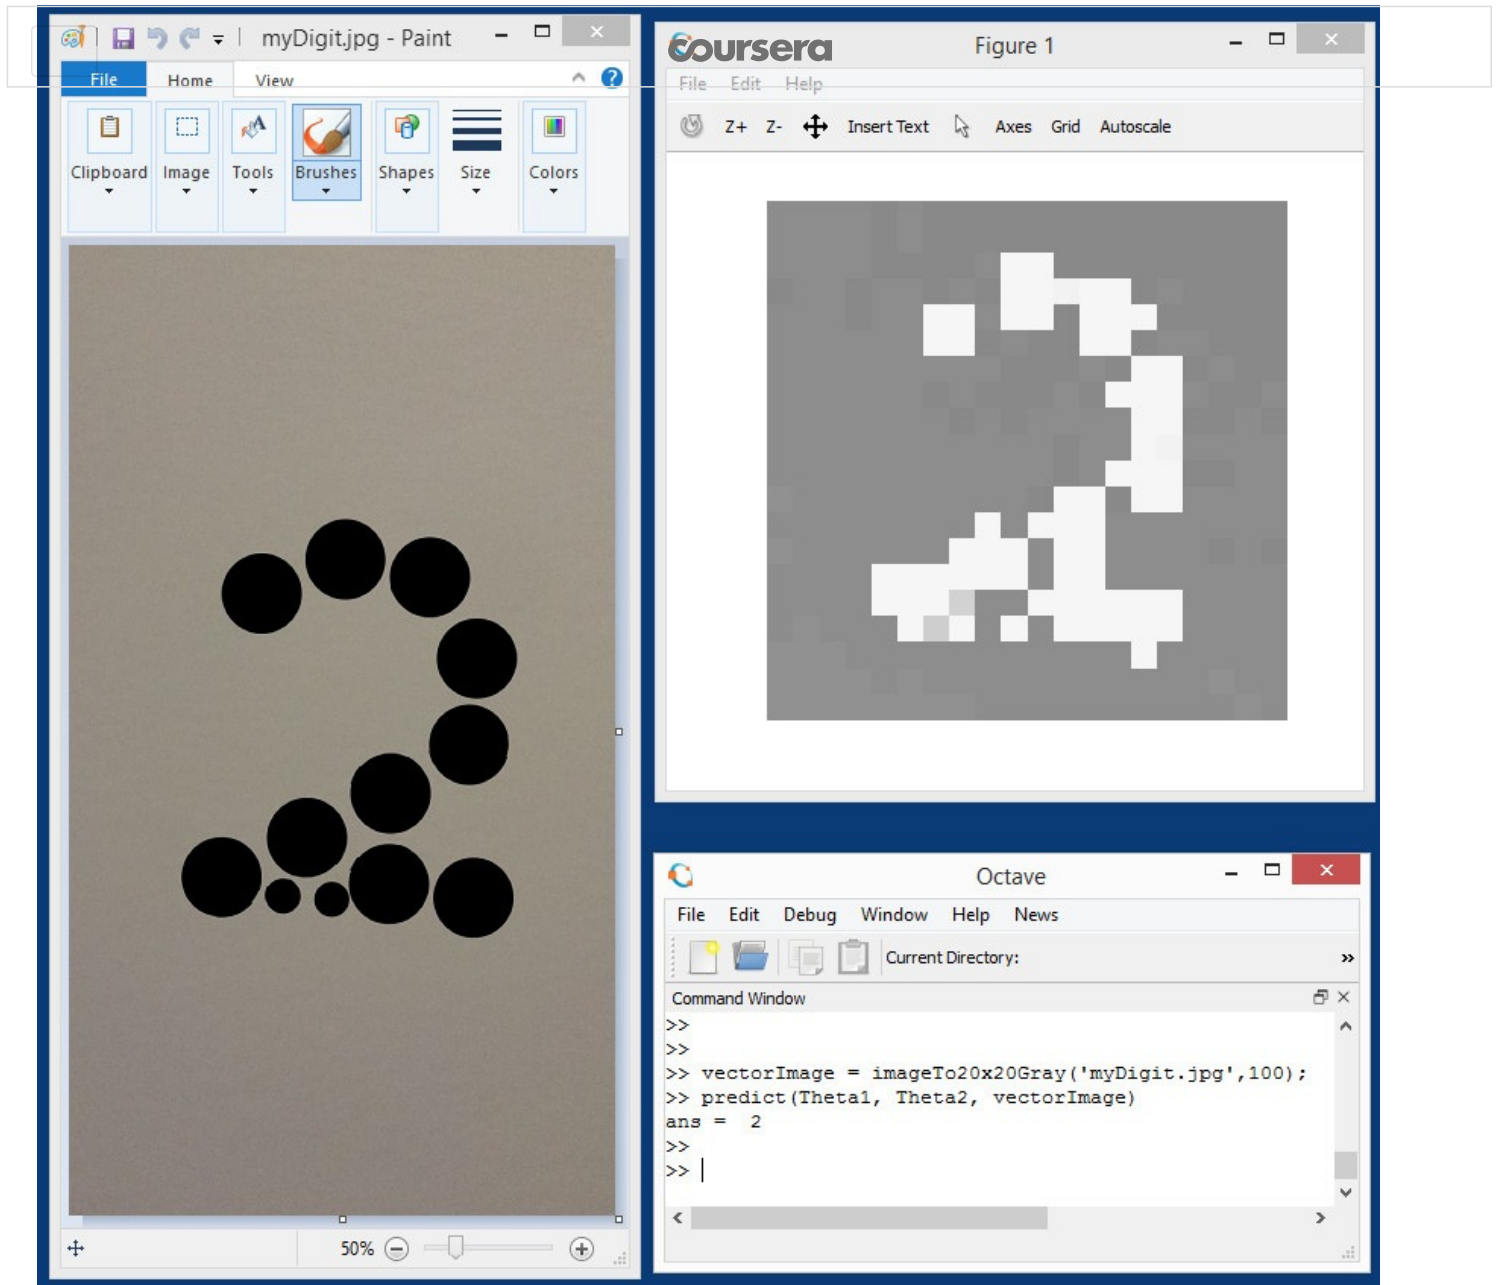 myDigit.jpg - Paint
File Home View
Clipboard Image Tools Brushes Shapes Size Colors
50%
coursera
Figure 1
File Edit Help
Z+ Z- Insert Text Axes Grid Autoscale
Octave
File Edit Debug Window Help News
Current Directory:
Command Window
>>
>>
>> vectorImage = imageTo20x20Gray('myDigit.jpg',100);
>> predict(Theta1, Theta2, vectorImage)
ans =  2
>>
>>
2